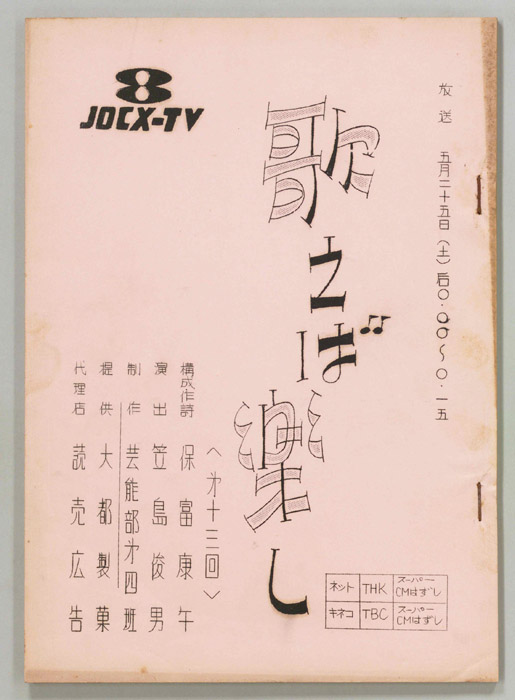 8
JOCX-TV
放送 五月二十五日(土)后0・00〜0・一五
歌えば楽し
〈第十三回〉
構成作詩 保富康午
演出 笠島俊男
制作 芸能部第四班
提供 大都製菓
代理店 読売広告
ネット THK スーパー CMはずし
キネコ TBC スーパー CMはずし